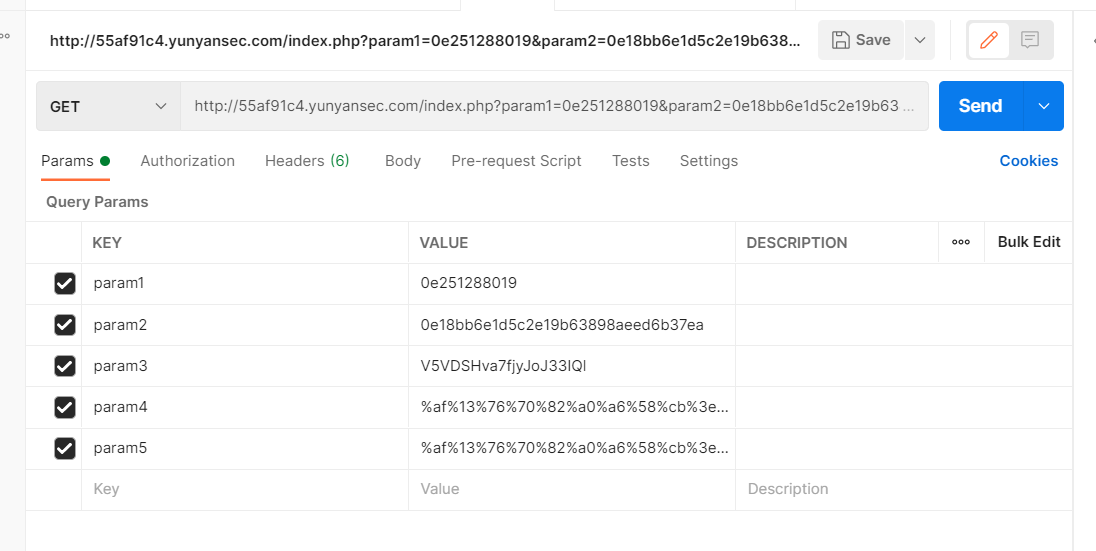 http://55af91c4.yunyansec.com/index.php?param1=0e251288019&param2=0e18bb6e1d5c2e19b638... Save
GET http://55af91c4.yunyansec.com/index.php?param1=0e251288019&param2=0e18bb6e1d5c2e19b63 ... Send
Params Authorization Headers (6) Body Pre-request Script Tests Settings Cookies
Query Params
KEY VALUE DESCRIPTION ooo Bulk Edit
param1 0e251288019
param2 0e18bb6e1d5c2e19b63898aeed6b37ea
param3 V5VDSHva7fjyJoJ33IQl
param4 %af%13%76%70%82%a0%a6%58%cb%3e...
param5 %af%13%76%70%82%a0%a6%58%cb%3e...
Key Value Description